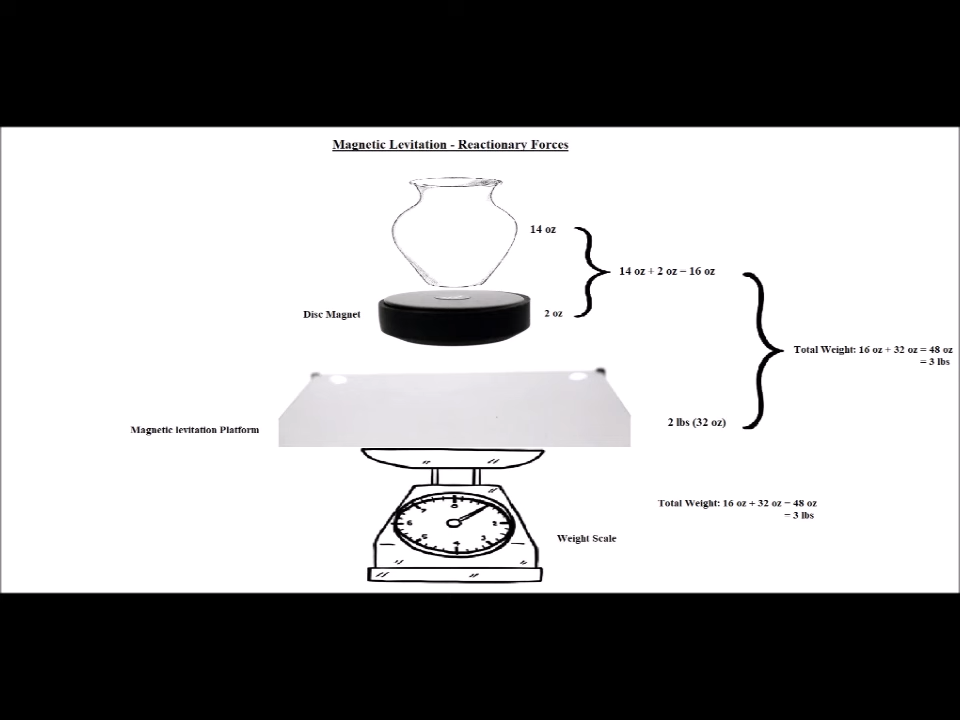 Magnetic Levitation - Reactionary Forces
14 oz
14 oz + 2 oz = 16 oz
Disc Magnet
2 oz
Total Weight: 16 oz + 32 oz = 48 oz
= 3 lbs
2 lbs (32 oz)
Magnetic levitation Platform
Total Weight: 16 oz + 32 oz = 48 oz
= 3 lbs
Weight Scale